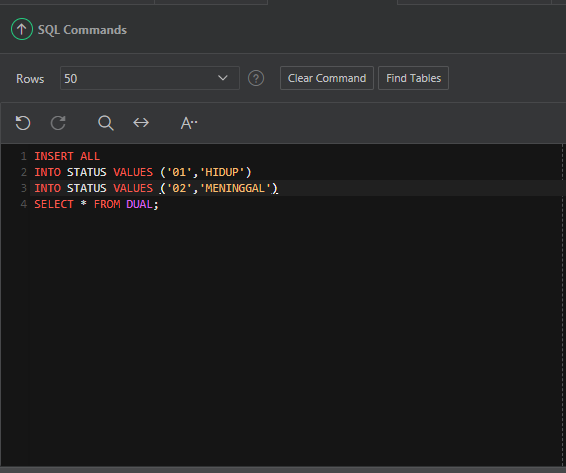 SQL Commands
Rows 50 ? Clear Command Find Tables
A··
1 INSERT ALL
2 INTO STATUS VALUES ('01','HIDUP')
3 INTO STATUS VALUES ('02','MENINGGAL')
4 SELECT * FROM DUAL;